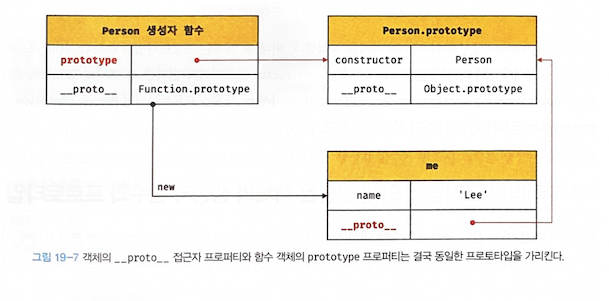 Person 생성자 함수
prototype
__proto__ Function.prototype
Person.prototype
constructor Person
__proto__ Object.prototype
new
me
name 'Lee'
__proto__
그림 19-7 객체의 __proto__ 접근자 프로퍼티와 함수 객체의 prototype 프로퍼티는 결국 동일한 프로토타입을 가리킨다.